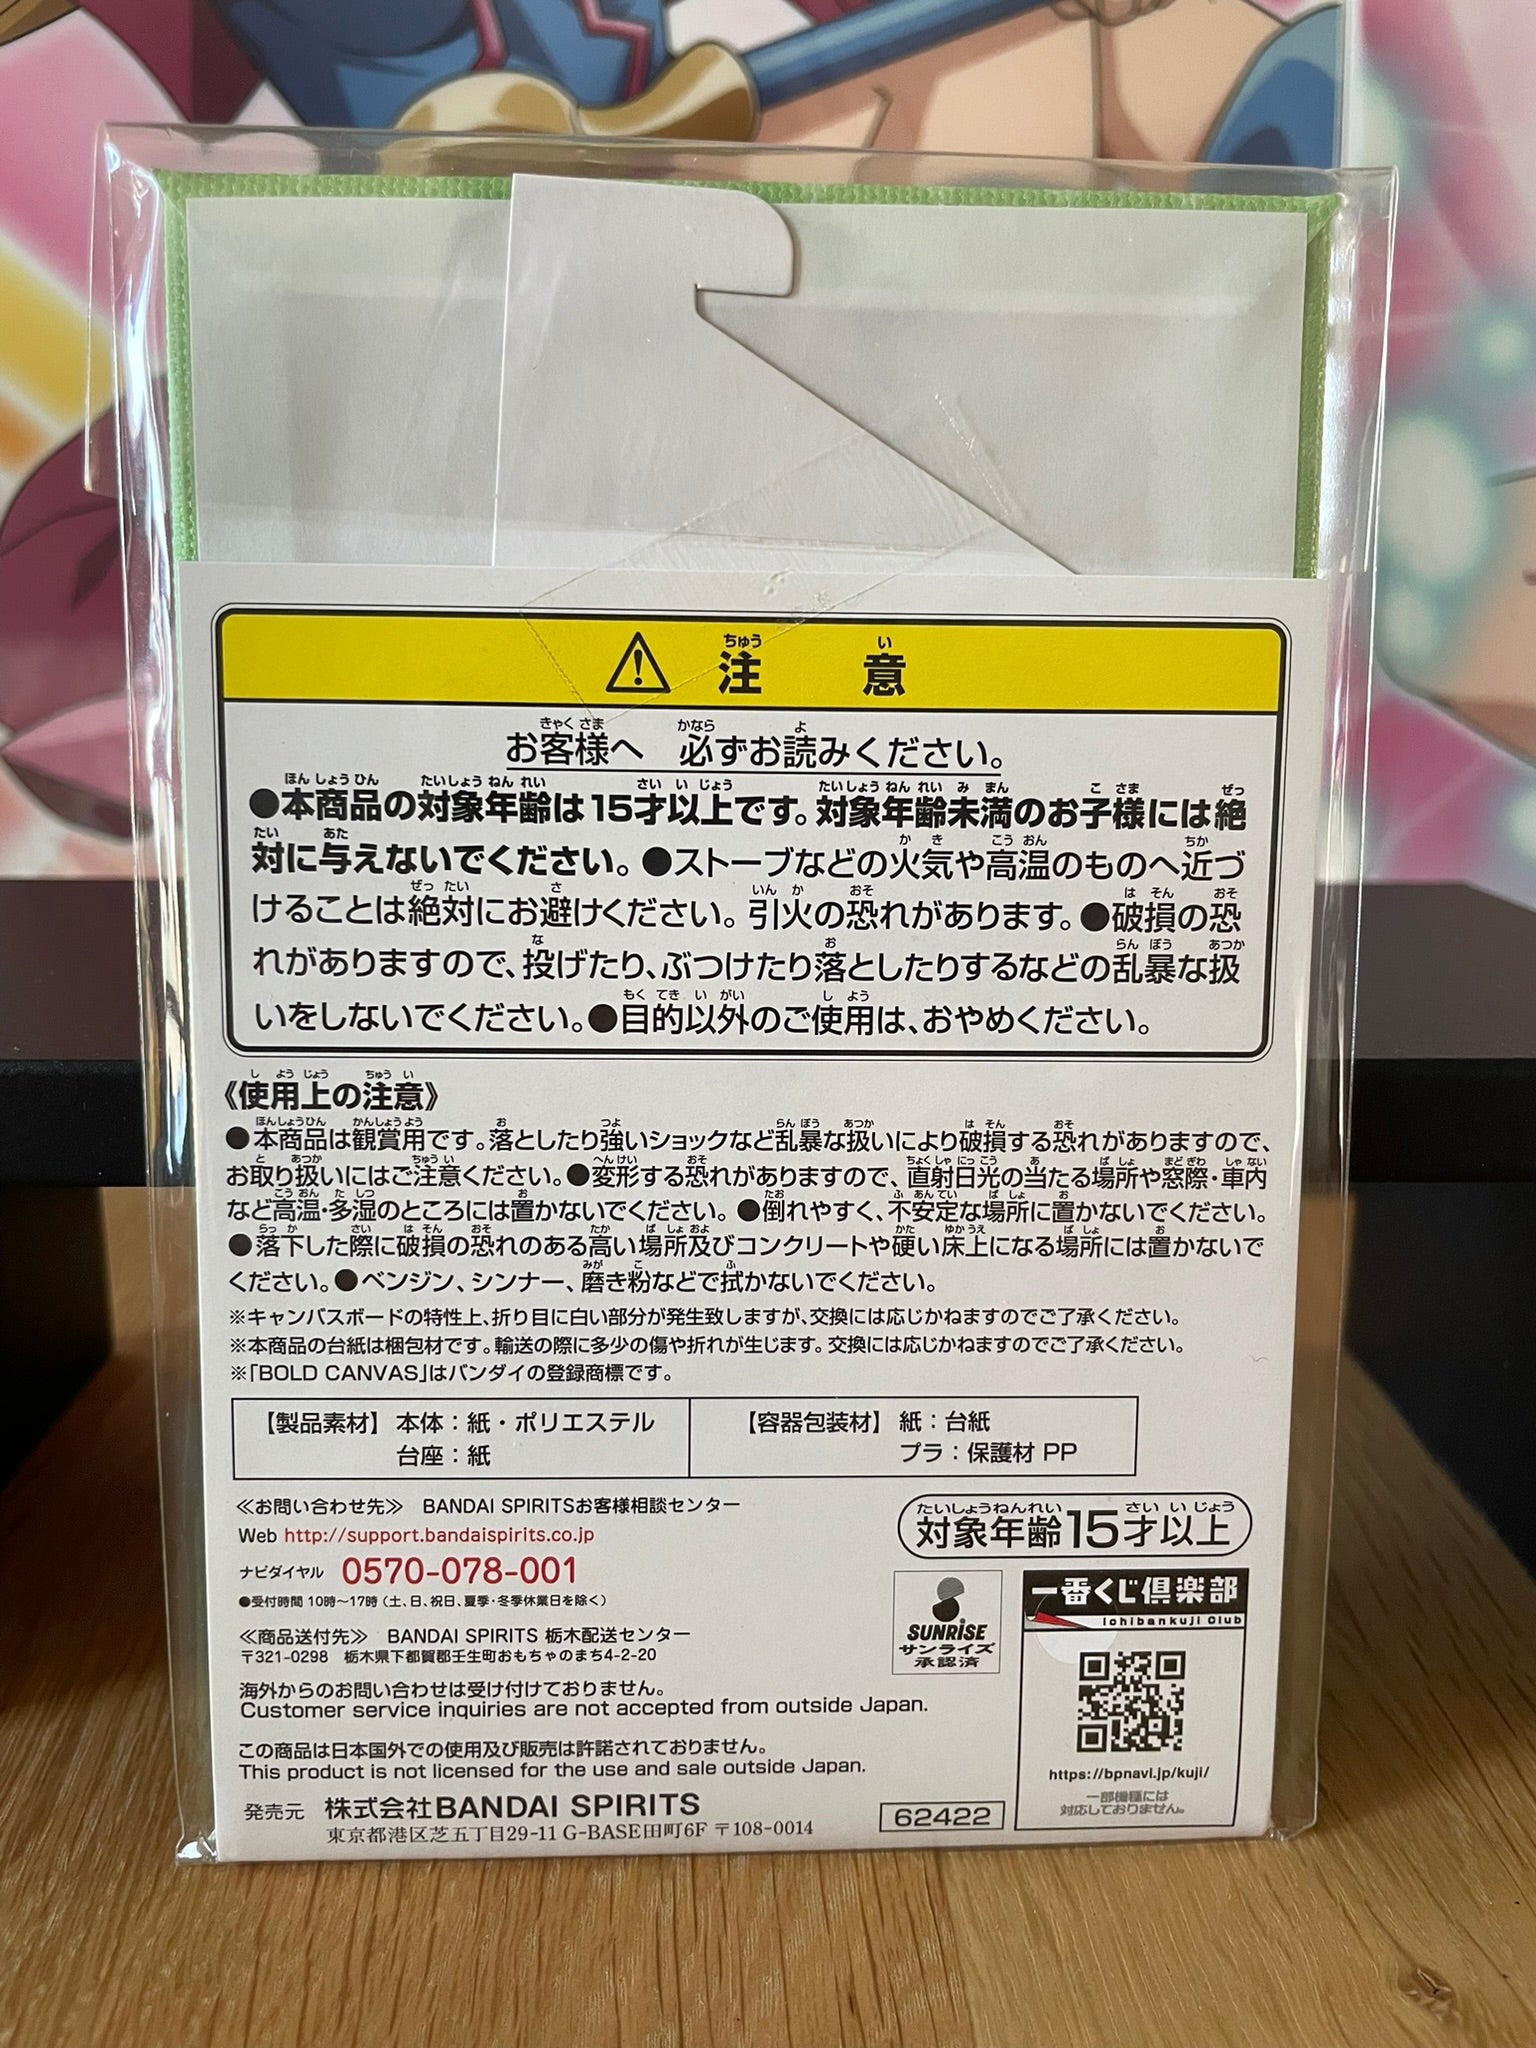 注意
お客様へ 必ずお読みください。
●本商品の対象年齢は15才以上です。対象年齢未満のお子様には絶
対に与えないでください。●ストーブなどの火気や高温のものへ近づ
けることは絶対にお避けください。引火の恐れがあります。●破損の恐
れがありますので、投げたり、ぶつけたり落としたりするなどの乱暴な扱
いをしないでください。●目的以外のご使用は、おやめください。
《使用上の注意》
●本商品は観賞用です。落としたり強いショックなど乱暴な扱いにより破損する恐れがありますので、
お取り扱いにはご注意ください。●変形する恐れがありますので、直射日光の当たる場所や窓際・車内
など高温・多湿のところには置かないでください。●倒れやすく、不安定な場所に置かないでください。
●落下した際に破損の恐れのある高い場所及びコンクリートや硬い床上になる場所には置かないで
ください。●ベンジン、シンナー、磨き粉などで拭かないでください。
※キャンバスボードの特性上、折り目に白い部分が発生致しますが、交換には応じかねますのでご了承ください。
※本商品の台紙は梱包材です。輸送の際に多少の傷や折れが生じます。交換には応じかねますのでご了承ください。
※「BOLD CANVAS」はバンダイの登録商標です。
【製品素材】本体：紙・ポリエステル
台座：紙
【容器包装材】紙：台紙
プラ：保護材 PP
≪お問い合わせ先≫ BANDAI SPIRITSお客様相談センター
Web http://support.bandaispirits.co.jp
ナビダイヤル 0570-078-001
●受付時間 10時～17時（土、日、祝日、夏季・冬季休業日を除く）
≪商品送付先≫ BANDAI SPIRITS 栃木配送センター
〒321-0298 栃木県下都賀郡壬生町おもちゃのまち4-2-20
海外からのお問い合わせは受け付けておりません。
Customer service inquiries are not accepted from outside Japan.
この商品は日本国外での使用及び販売は許諾されておりません。
This product is not licensed for the use and sale outside Japan.
発売元 株式会社BANDAI SPIRITS
東京都港区芝五丁目29-11 G-BASE田町6F 〒108-0014
62422
対象年齢15才以上
SUNRiSE
サンライズ
承認済
一番くじ倶楽部
Ichibankuji Club
https://bpnavi.jp/kuji/
一部機種には
対応しておりません。